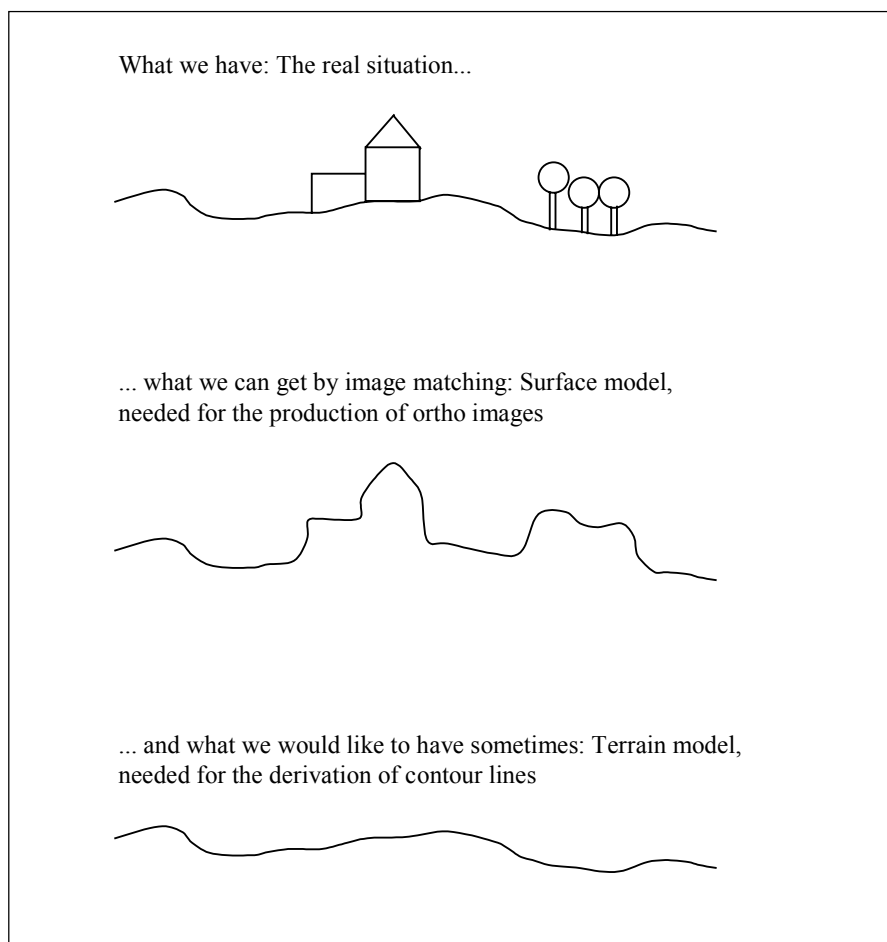 What we have: The real situation...
... what we can get by image matching: Surface model,
needed for the production of ortho images
... and what we would like to have sometimes: Terrain model,
needed for the derivation of contour lines